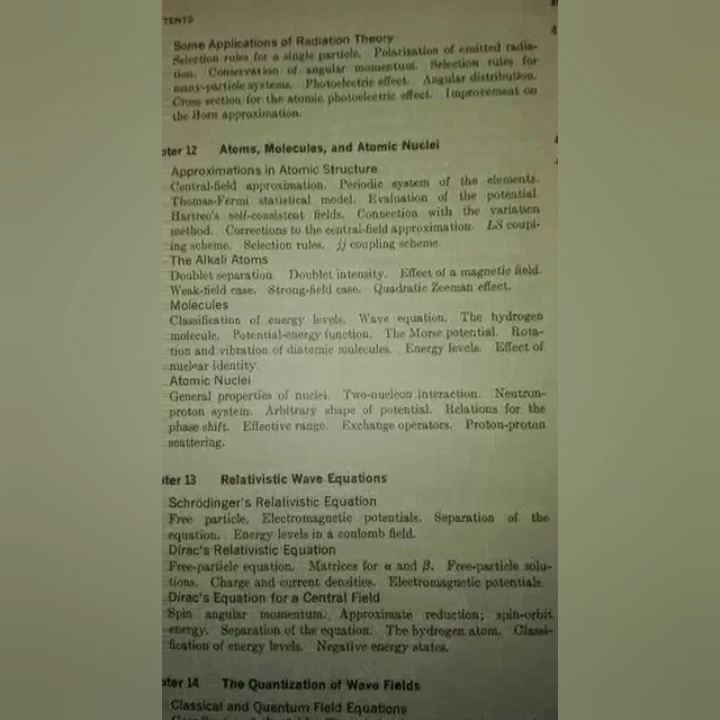 TENTS
Some Applications of Radiation Theory
Selection rules for a single particle. Polarization of emitted radia-
tion. Conservation of angular momentum. Selection rules for
many-particle systems. Photoelectric effect. Angular distribution.
Cross section for the atomic photoelectric effect. Improvement on
the Born approximation.
pter 12 Atoms, Molecules, and Atomic Nuclei
Approximations in Atomic Structure
Central-field approximation. Periodic system of the elements.
Thomas-Fermi statistical model. Evaluation of the potential.
Hartree's self-consistent fields. Connection with the variation
method. Corrections to the central-field approximation. LS coupl-
ing scheme. Selection rules. jj coupling scheme
The Alkali Atoms
Doublet separation. Doublet intensity. Effect of a magnetic field.
Weak-field case. Strong-field case. Quadratic Zeeman effect.
Molecules
Classification of energy levels. Wave equation. The hydrogen
molecule. Potential-energy function. The Morse potential. Rota-
tion and vibration of diatomic molecules. Energy levels. Effect of
nuclear identity.
Atomic Nuclei
General properties of nuclei. Two-nucleon interaction. Neutron-
proton system. Arbitrary shape of potential. Relations for the
phase shift. Effective range. Exchange operators. Proton-proton
scattering.
ter 13 Relativistic Wave Equations
Schrödinger's Relativistic Equation
Free particle. Electromagnetic potentials. Separation of the
equation. Energy levels in a coulomb field.
Dirac's Relativistic Equation
Free-particle equation. Matrices for α and β. Free-particle solu-
tions. Charge and current densities. Electromagnetic potentials.
Dirac's Equation for a Central Field
Spin angular momentum. Approximate reduction; spin-orbit
energy. Separation of the equation. The hydrogen atom. Classi-
fication of energy levels. Negative energy states.
pter 14 The Quantization of Wave Fields
Classical and Quantum Field Equations